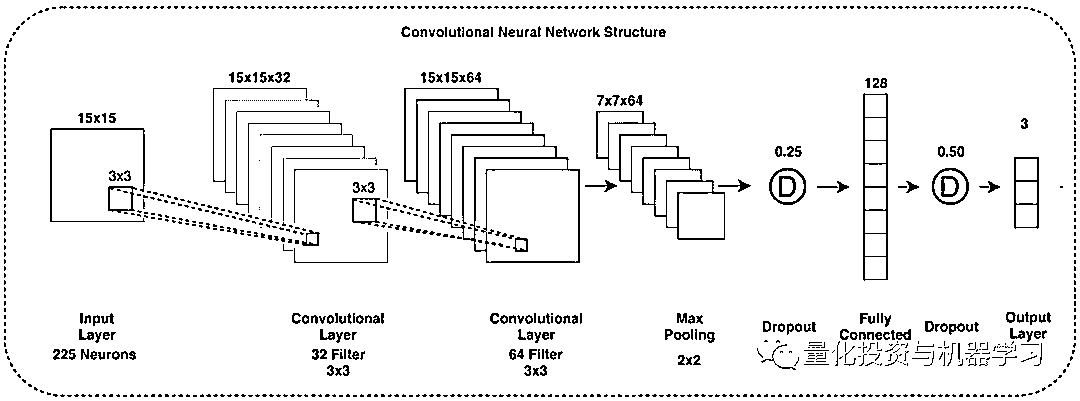 Convolutional Neural Network Structure
15x15
3x3
15x15x32
3x3
15x15x64
7x7x64
0.25
D
128
0.50
D
3
Input
Layer
225 Neurons
Convolutional
Layer
32 Filter
3x3
Convolutional
Layer
64 Filter
3x3
Max
Pooling
2x2
Dropout
Fully
Connected
Dropout
Output
Layer
量化投资与机器学习